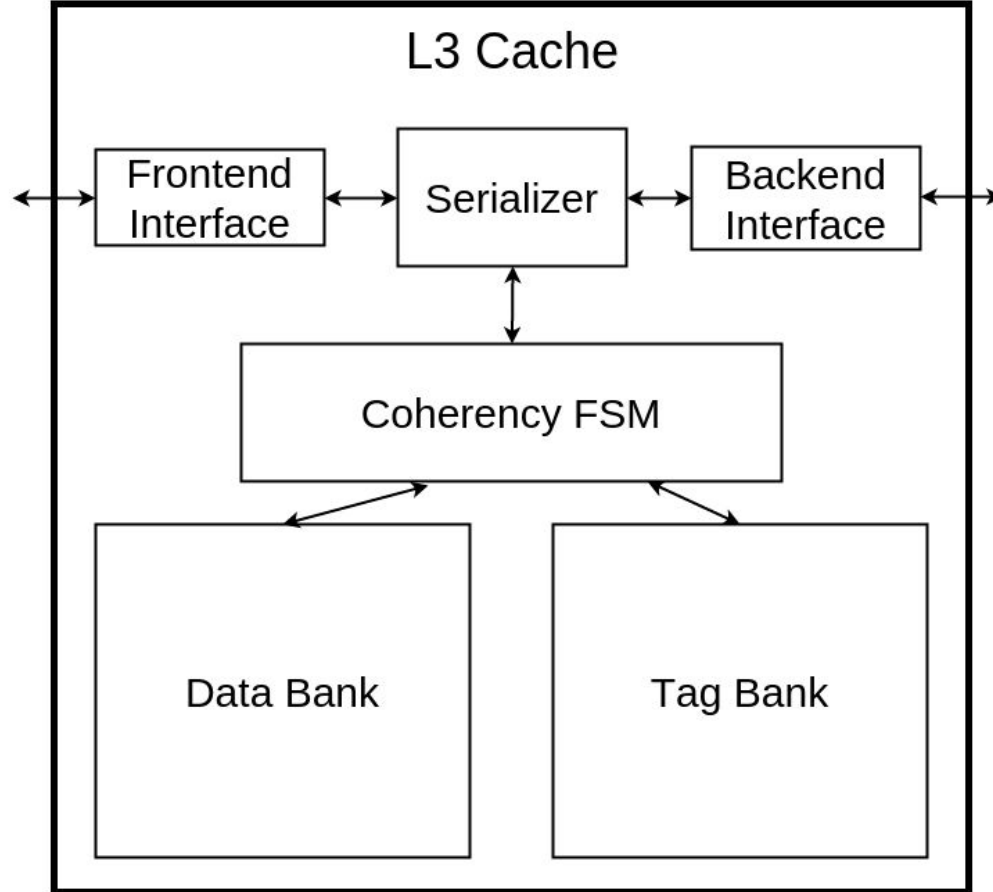 L3 Cache
Frontend
Interface
Serializer
Backend
Interface
Coherency FSM
Data Bank
Tag Bank